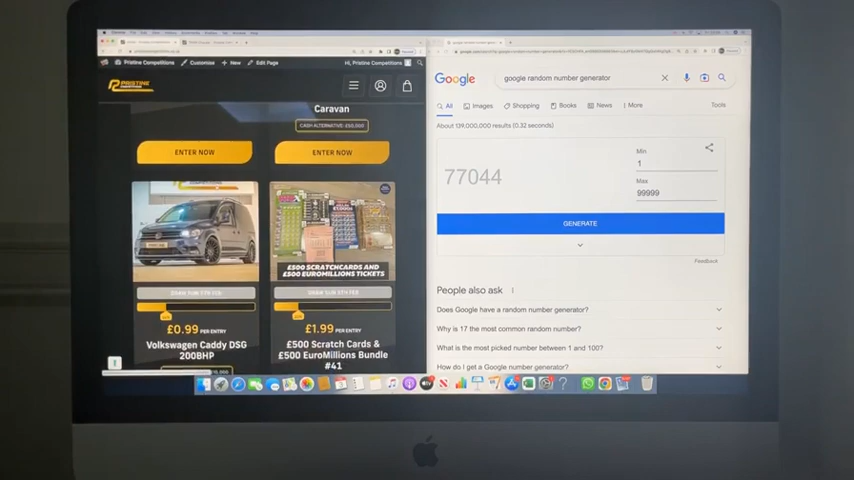 Pristine Competitions
Customise
New
Edit Page
Hi, Pristine Competitions
PRISTINE
Caravan
CASH ALTERNATIVE: £50,000
ENTER NOW
ENTER NOW
£500 SCRATCHCARDS AND
£500 EUROMILLIONS TICKETS
£0.99 PER ENTRY
£1.99 PER ENTRY
Volkswagen Caddy DSG
200BHP
£500 Scratch Cards &
£500 EuroMillions Bundle
#41
Google
google random number generator
All
Images
Shopping
Books
News
More
Tools
About 139,000,000 results (0.32 seconds)
77044
Min
1
Max
99999
GENERATE
Feedback
People also ask
Does Google have a random number generator?
Why is 17 the most common random number?
What is the most picked number between 1 and 100?
How do I get a Google number generator?